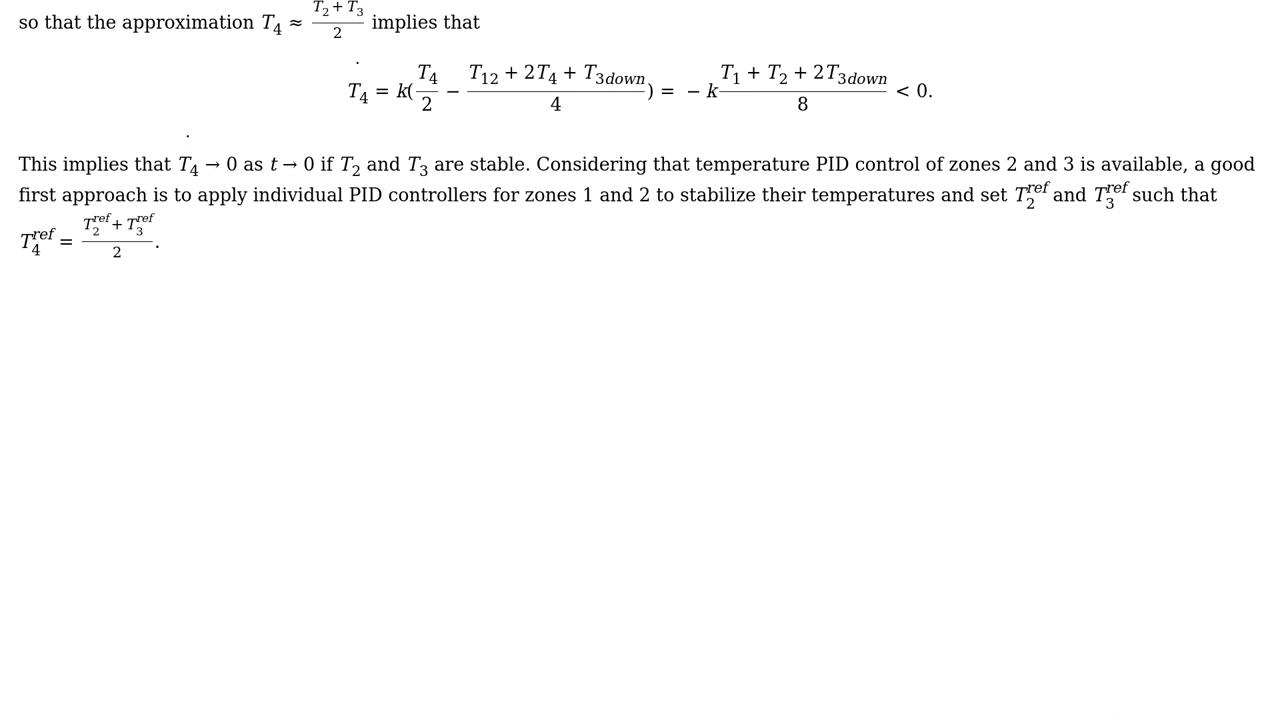 so that the approximation T₄ ≈ (T₂ + T₃)/2 implies that
Ṫ₄ = k(T₄/2 − (T₁₂ + 2T₄ + T₃down)/4) = − k(T₁ + T₂ + 2T₃down)/8 < 0.
This implies that Ṫ₄ → 0 as t → 0 if T₂ and T₃ are stable. Considering that temperature PID control of zones 2 and 3 is available, a good
first approach is to apply individual PID controllers for zones 1 and 2 to stabilize their temperatures and set T₂^ref and T₃^ref such that
T₄^ref = (T₂^ref + T₃^ref)/2.